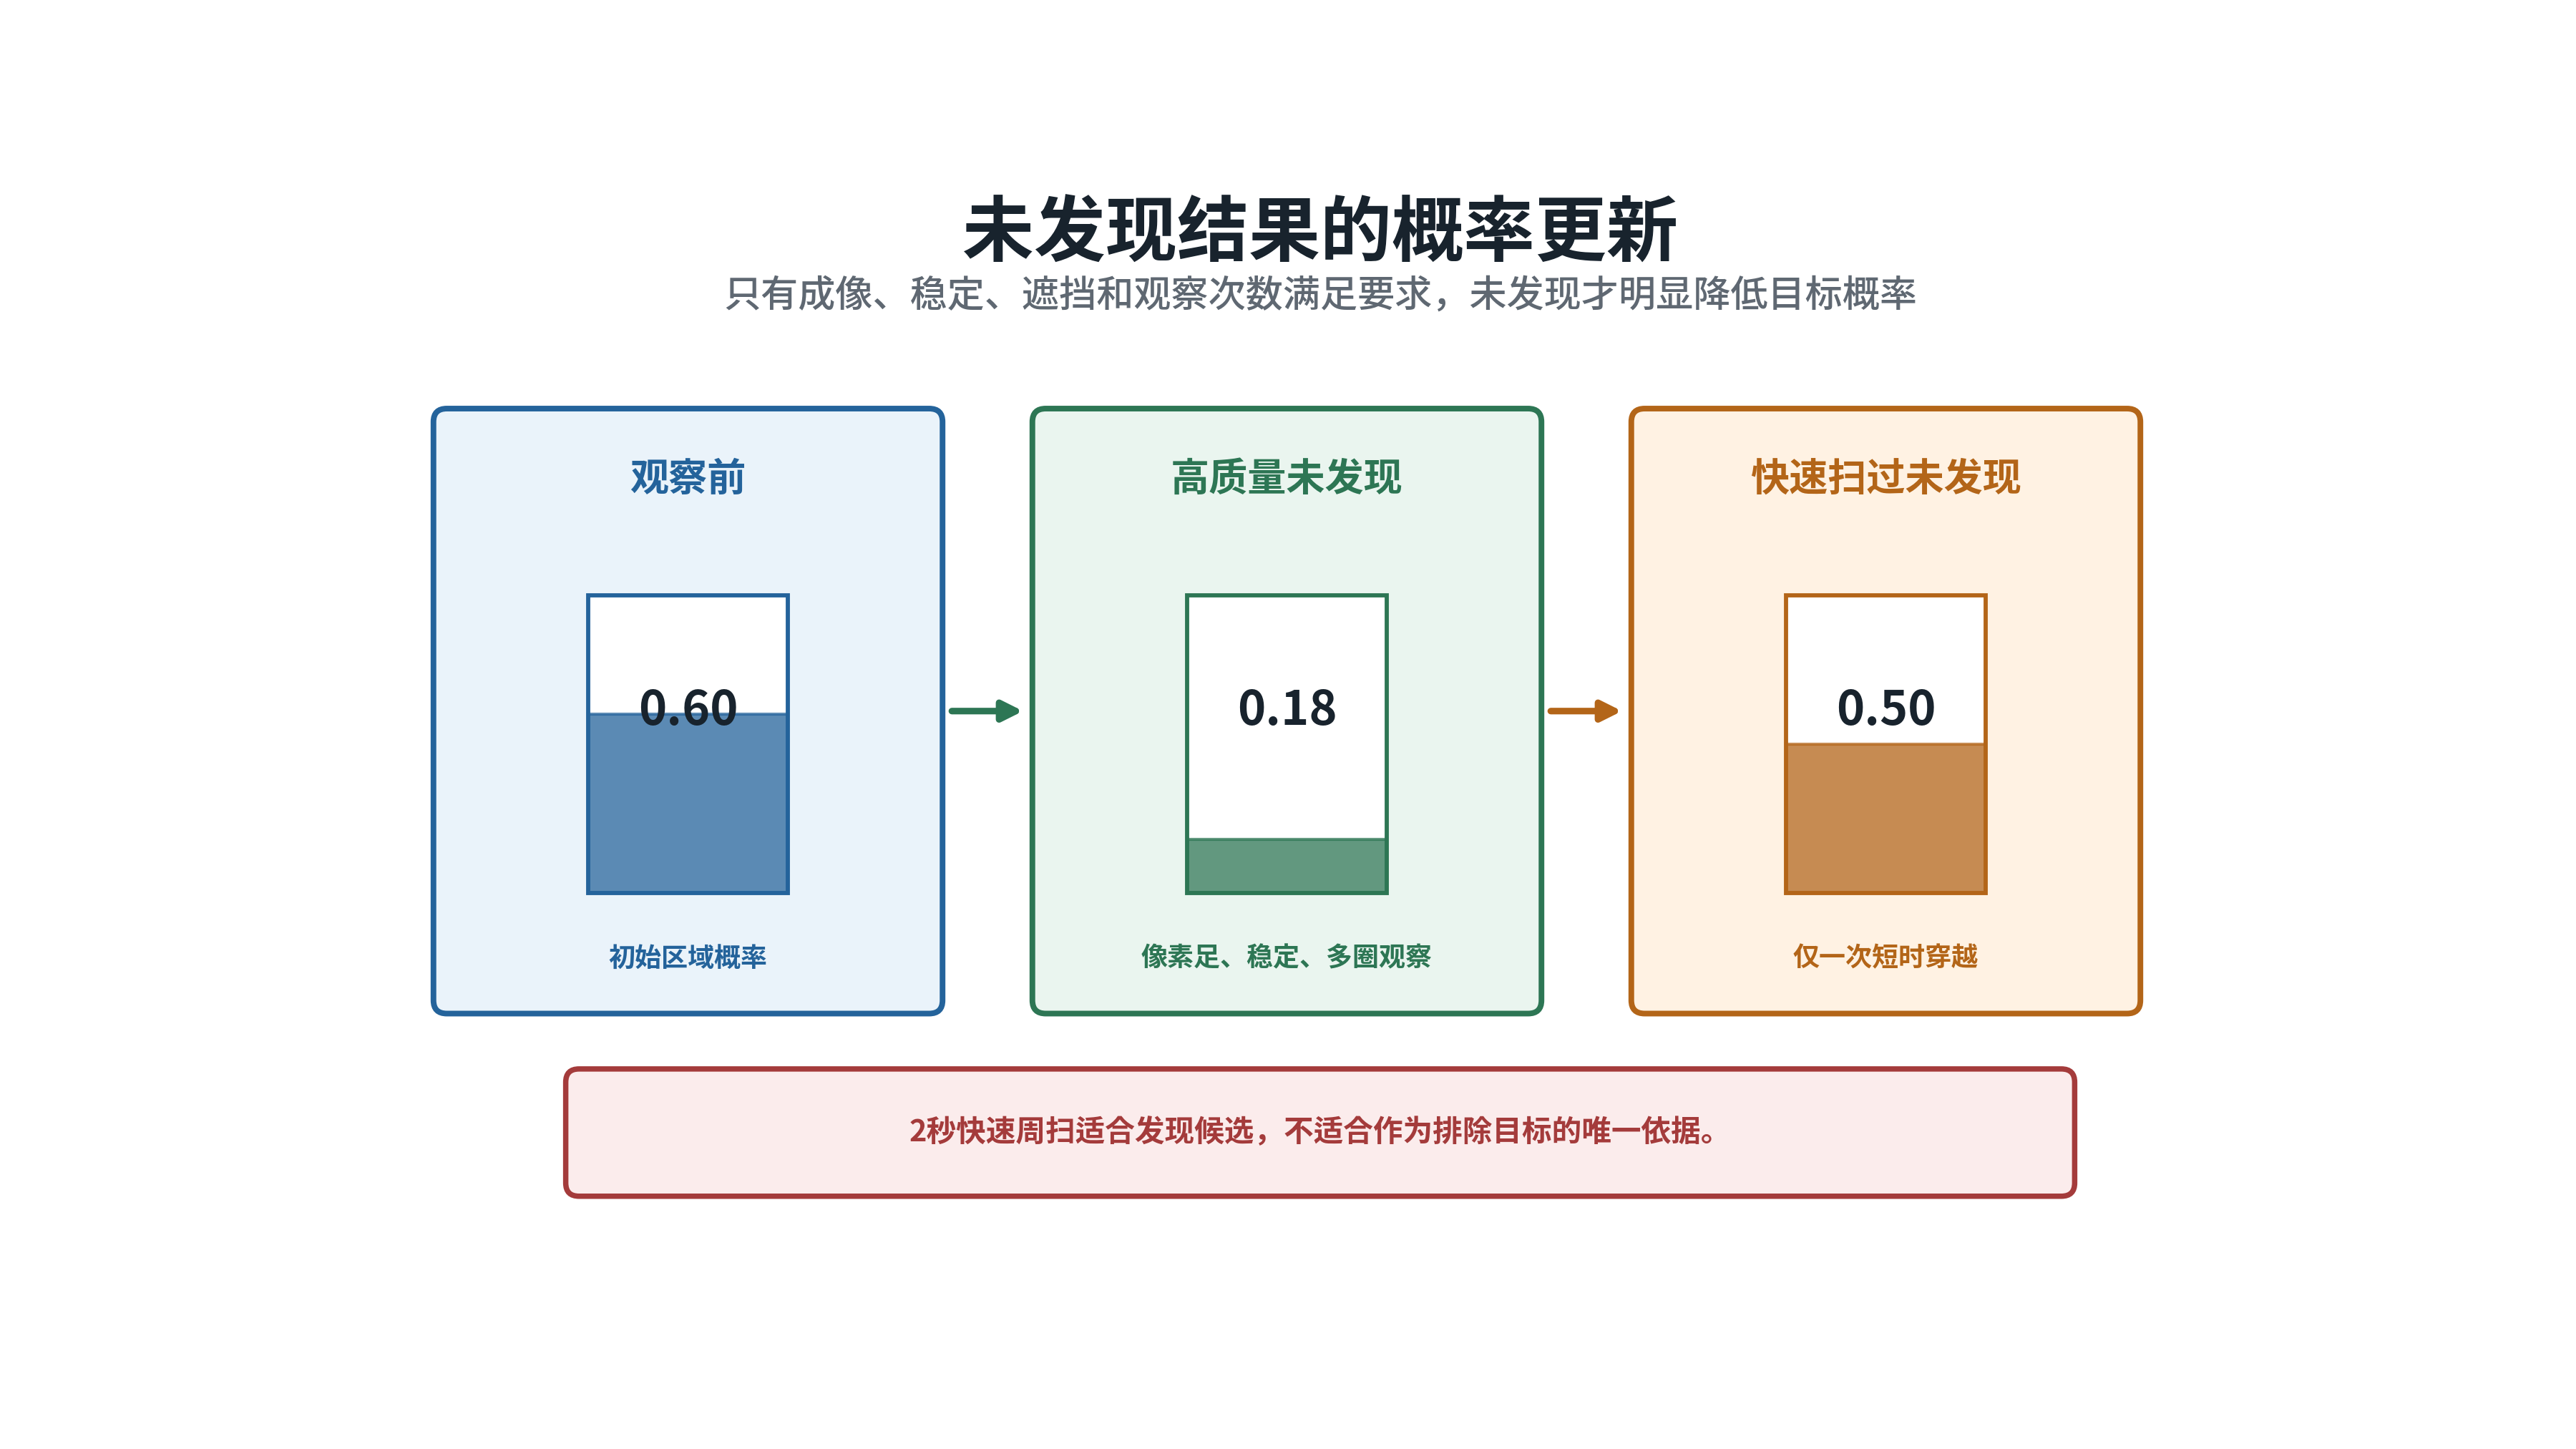 未发现结果的概率更新
只有成像、稳定、遮挡和观察次数满足要求，未发现才明显降低目标概率
观察前
0.60
初始区域概率
高质量未发现
0.18
像素足、稳定、多圈观察
快速扫过未发现
0.50
仅一次短时穿越
2秒快速周扫适合发现候选，不适合作为排除目标的唯一依据。